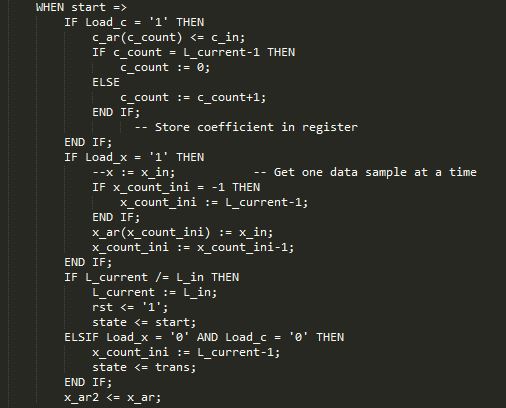 WHEN start =>
IF Load_c = '1' THEN
c_ar(c_count) <= c_in;
IF c_count = L_current-1 THEN
c_count := 0;
ELSE
c_count := c_count+1;
END IF;
-- Store coefficient in register
END IF;
IF Load_x = '1' THEN
--x := x_in; -- Get one data sample at a time
IF x_count_ini = -1 THEN
x_count_ini := L_current-1;
END IF;
x_ar(x_count_ini) := x_in;
x_count_ini := x_count_ini-1;
END IF;
IF L_current /= L_in THEN
L_current := L_in;
rst <= '1';
state <= start;
ELSIF Load_x = '0' AND Load_c = '0' THEN
x_count_ini := L_current-1;
state <= trans;
END IF;
x_ar2 <= x_ar;